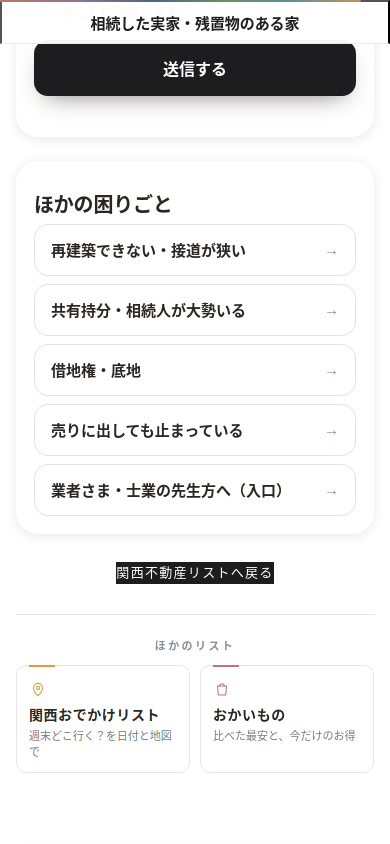 相続した実家・残置物のある家
送信する
ほかの困りごと
再建築できない・接道が狭い →
共有持分・相続人が大勢いる →
借地権・底地 →
売りに出しても止まっている →
業者さま・士業の先生方へ（入口） →
関西不動産リストへ戻る
ほかのリスト
関西おでかけリスト
週末どこ行く？を日付と地図
で
おかいもの
比べた最安と、今だけのお得